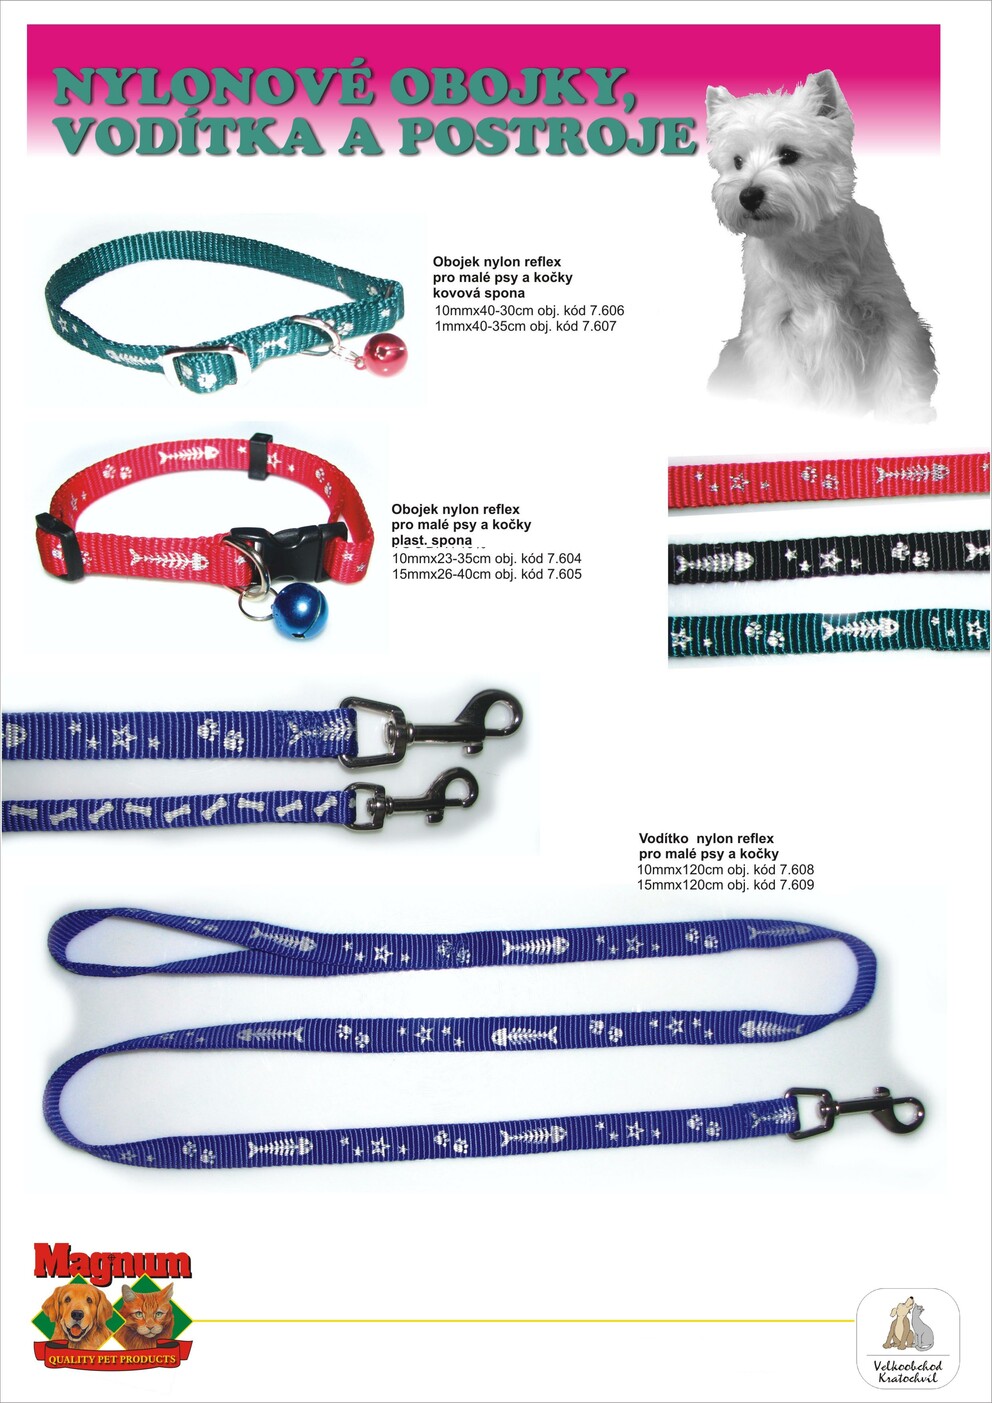 NYLONOVÉ OBOJKY,
VODÍTKA A POSTROJE
Obojek nylon reflex
pro malé psy a kočky
kovová spona
10mmx40-30cm obj. kód 7.606
1mmx40-35cm obj. kód 7.607
Obojek nylon reflex
pro malé psy a kočky
plast. spona
10mmx23-35cm obj. kód 7.604
15mmx26-40cm obj. kód 7.605
Vodítko nylon reflex
pro malé psy a kočky
10mmx120cm obj. kód 7.608
15mmx120cm obj. kód 7.609
Magnum
QUALITY PET PRODUCTS
Velkoobchod
Kratochvíl